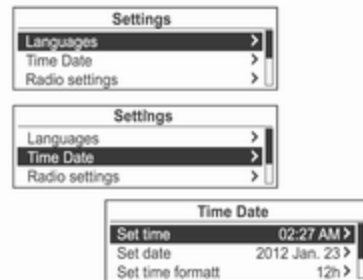 Settings
Languages >
Time Date >
Radio settings >
Settings
Languages >
Time Date >
Radio settings >
Time Date
Set time 02:27 AM >
Set date 2012 Jan. 23 >
Set time formatt 12h >